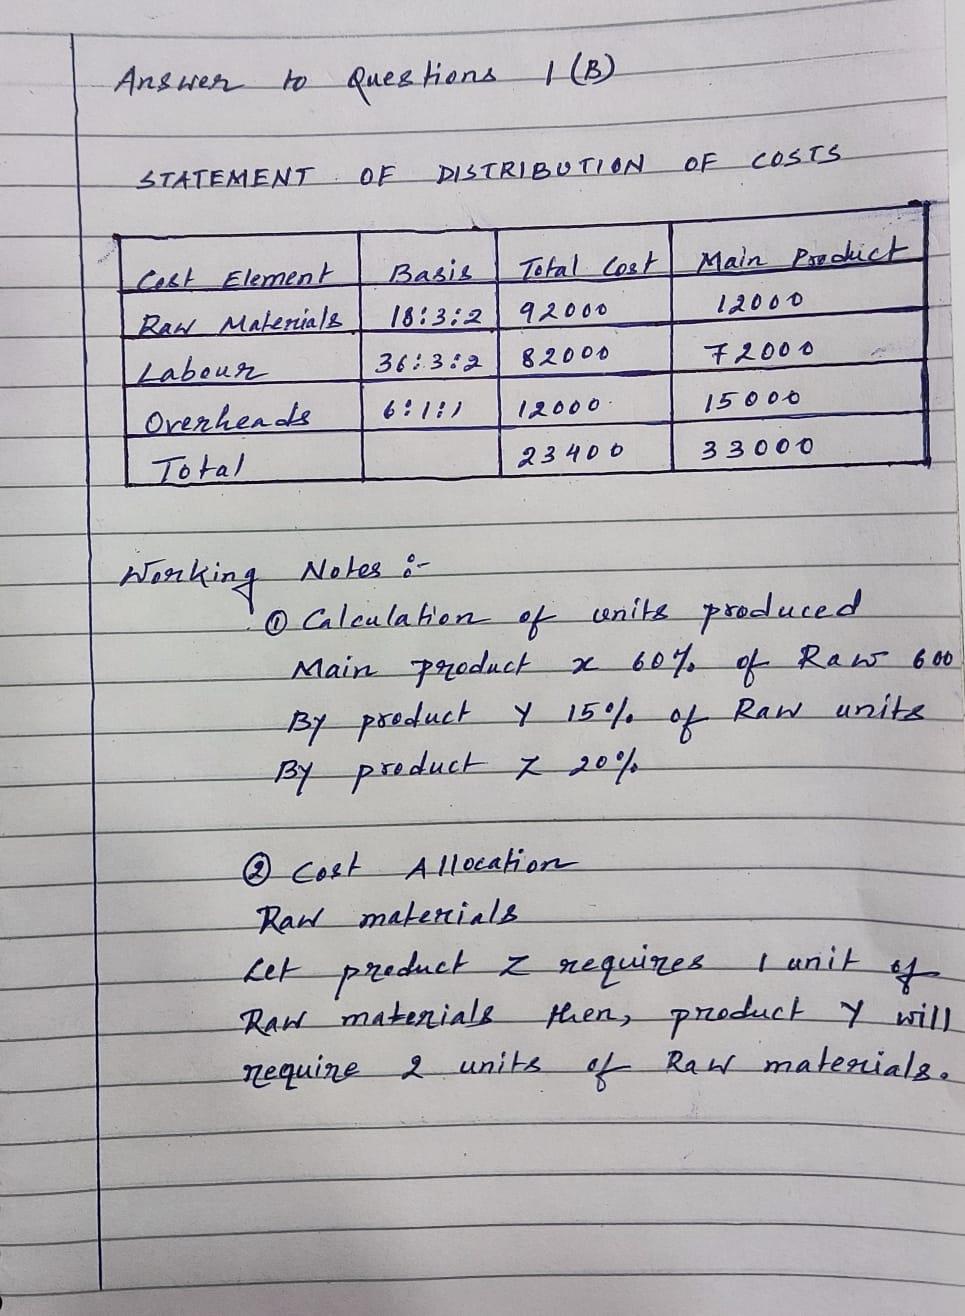 Answer to Questions 1 (B)
STATEMENT OF DISTRIBUTION OF COSTS
Cost Element Basis Total Cost Main Product
Raw Materials 18:3:2 92000 12000
Labour 36:3:2 82000 72000
Overheads 6:1:1 12000 15000
Total 23400 33000
Working Notes :-
① Calculation of units produced
Main product x 60% of Raw 600
By product Y 15% of Raw units
By product Z 20%
② Cost Allocation
Raw materials
Let product Z requires 1 unit of
Raw materials then, product Y will
require 2 units of Raw materials.